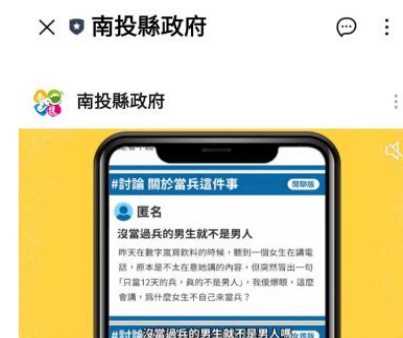 南投縣政府
南投縣政府
#討論 關於當兵這件事
閒聊版
匿名
沒當過兵的男生就不是男人
昨天在數字嵐買飲料的時候，聽到一個女生在講電
話，原本是不太在意她講的內容，但突然冒出一句
「只當12天的兵，真的不是男人」，我傻爆眼，這麼
會講，爲什麼女生不自己來當兵？
#討論
沒當過兵的男生就不是男人嗎